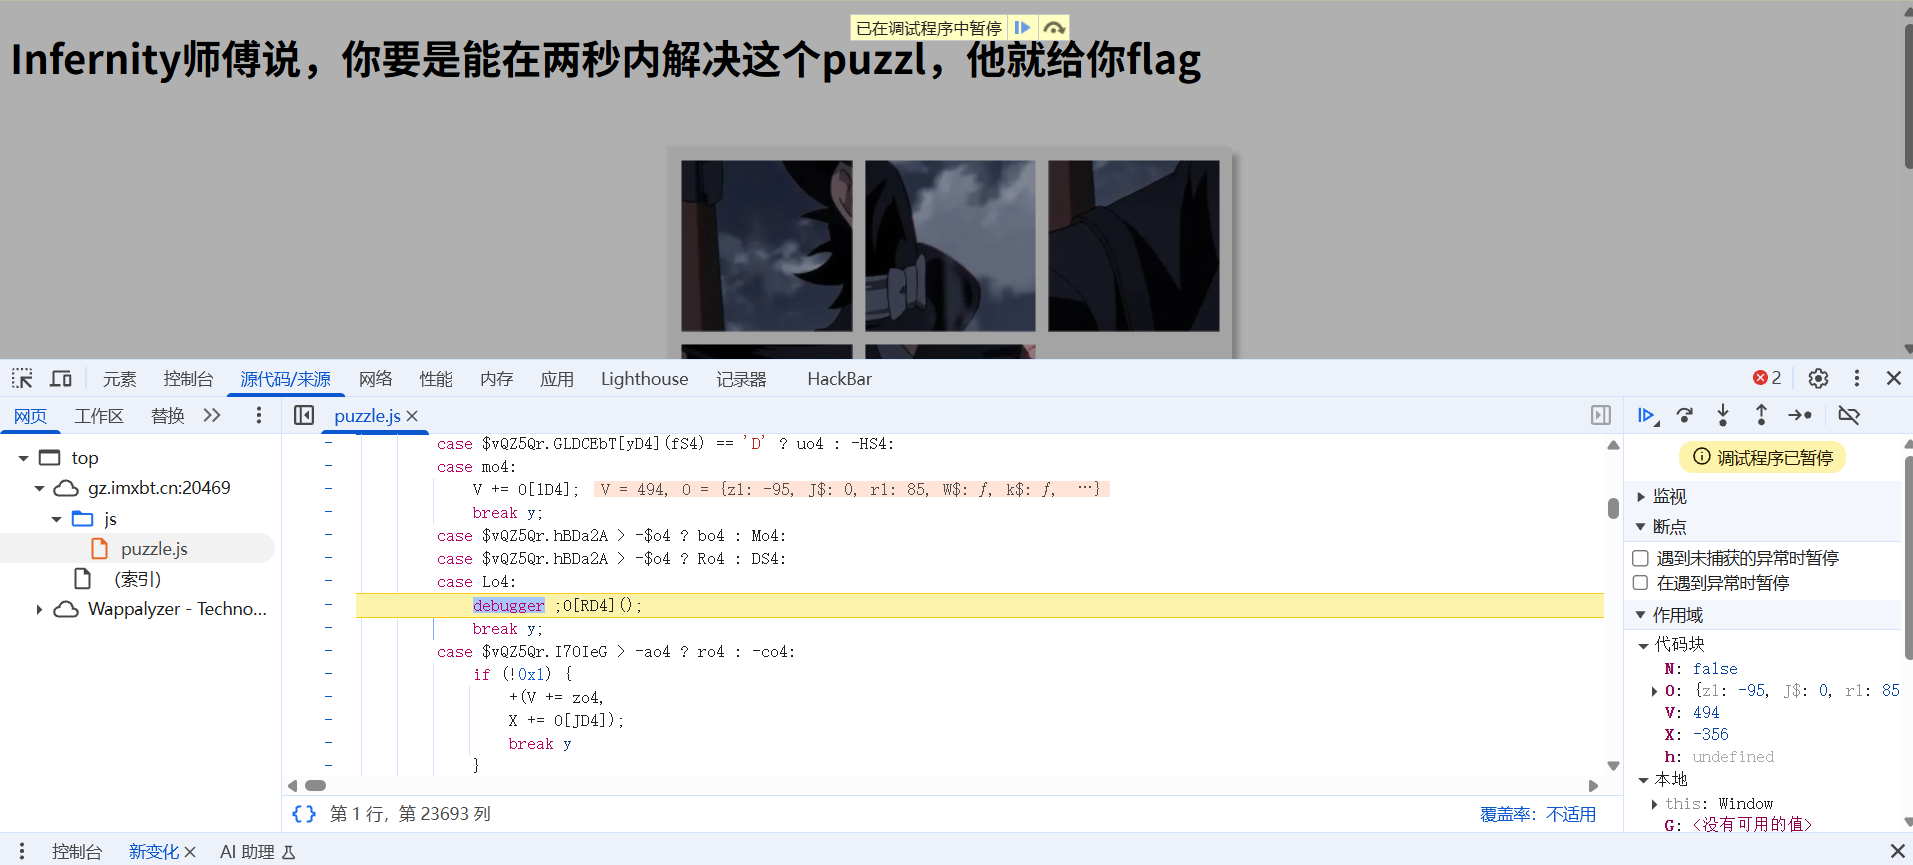 已在调试程序中暂停
Infernity师傅说，你要是能在两秒内解决这个puzzl，他就给你flag
元素 控制台 源代码/来源 网络 性能 内存 应用 Lighthouse 记录器 HackBar 2
网页 工作区 替换 puzzle.js
top
gz.imxbt.cn:20469
js
puzzle.js
(索引)
Wappalyzer - Techno...
case $vQZ5Qr.GLDCEbT[yD4](fS4) == 'D' ? uo4 : -HS4:
case mo4:
V += O[1D4]; V = 494, O = {z1: -95, J$: 0, r1: 85, W$: ƒ, k$: ƒ, …}
break y;
case $vQZ5Qr.hBDa2A > -$o4 ? bo4 : Mo4:
case $vQZ5Qr.hBDa2A > -$o4 ? Ro4 : DS4:
case Lo4:
debugger ;O[RD4]();
break y;
case $vQZ5Qr.I7OIeG > -ao4 ? ro4 : -co4:
if (!0x1) {
+(V += zo4,
X += O[JD4]);
break y
}
第 1 行，第 23693 列
覆盖率：不适用
调试程序已暂停
监视
断点
遇到未捕获的异常时暂停
在遇到异常时暂停
作用域
代码块
N: false
O: {z1: -95, J$: 0, r1: 85
V: 494
X: -356
h: undefined
本地
this: Window
G: <没有可用的值>
控制台 新变化 AI 助理